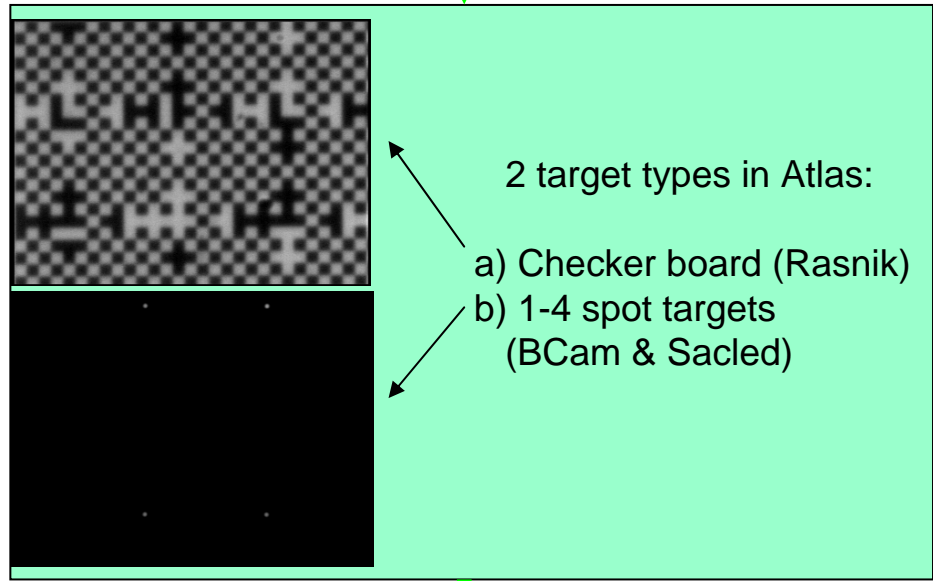 2 target types in Atlas:
a) Checker board (Rasnik)
b) 1-4 spot targets
(BCam & Sacled)